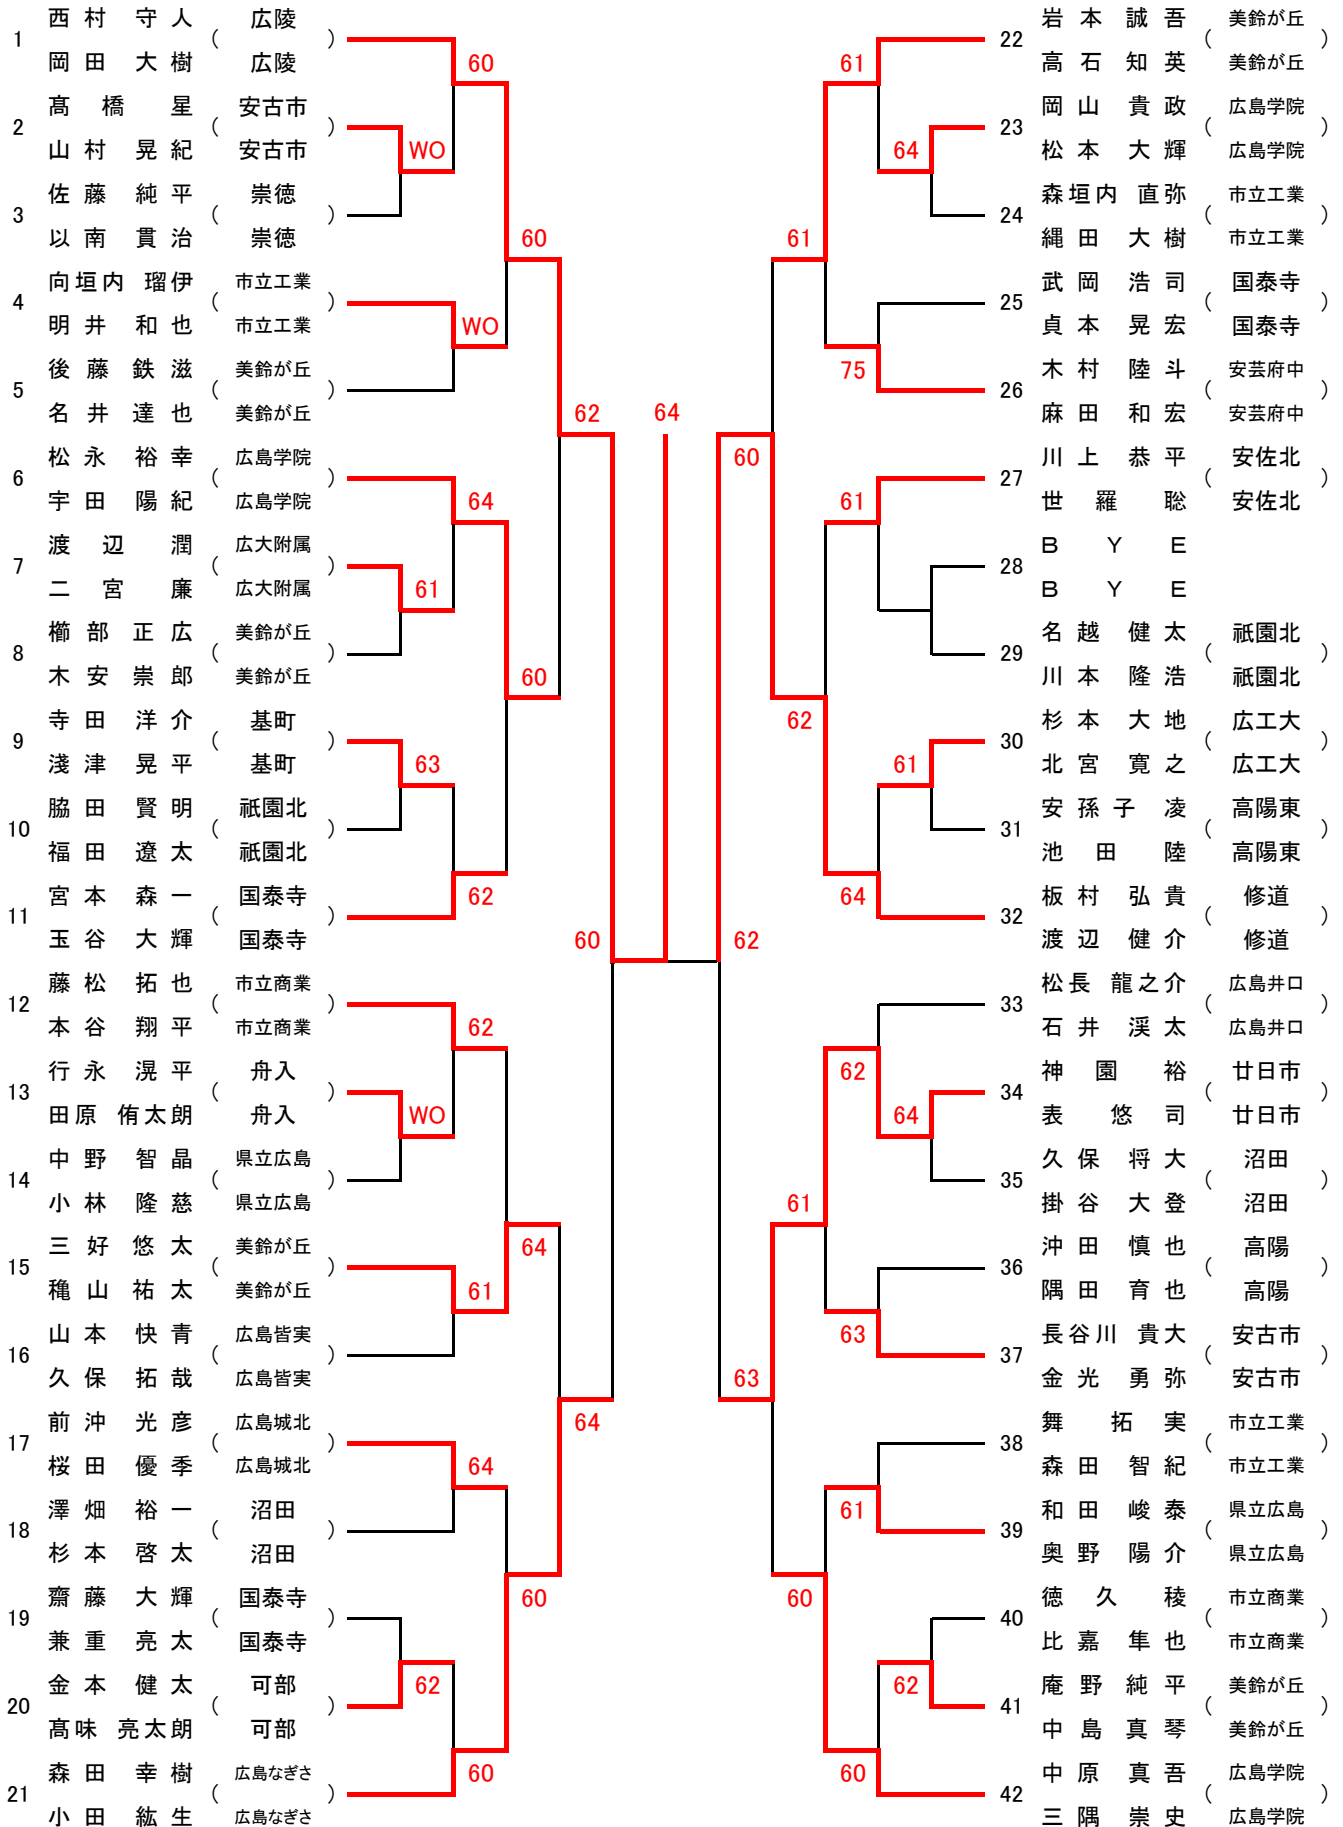 西村 守人 広陵
1 ( )
岡田 大樹 広陵
60
髙橋 星 安古市
2 ( )
山村 晃紀 安古市
WO
佐藤 純平 崇徳
3 ( )
以南 貫治 崇徳
60
向垣内 瑠伊 市立工業
4 ( )
明井 和也 市立工業
WO
後藤 鉄滋 美鈴が丘
5 ( )
名井 達也 美鈴が丘
62
64
松永 裕幸 広島学院
6 ( )
宇田 陽紀 広島学院
64
渡辺 潤 広大附属
7 ( )
二宮 廉 広大附属
61
櫛部 正広 美鈴が丘
8 ( )
木安 崇郎 美鈴が丘
60
寺田 洋介 基町
9 ( )
淺津 晃平 基町
63
脇田 賢明 祇園北
10 ( )
福田 遼太 祇園北
宮本 森一 国泰寺
62
11 ( )
玉谷 大輝 国泰寺
60
藤松 拓也 市立商業
12 ( )
本谷 翔平 市立商業
62
行永 滉平 舟入
13 ( )
田原 侑太朗 舟入
WO
中野 智晶 県立広島
14 ( )
小林 隆慈 県立広島
三好 悠太 美鈴が丘
64
15 ( )
穐山 祐太 美鈴が丘
61
山本 快青 広島皆実
16 ( )
久保 拓哉 広島皆実
前沖 光彦 広島城北
64
17 ( )
桜田 優季 広島城北
64
澤畑 裕一 沼田
18 ( )
杉本 啓太 沼田
齋藤 大輝 国泰寺
60
19 ( )
兼重 亮太 国泰寺
金本 健太 可部
62
20 ( )
髙味 亮太朗 可部
森田 幸樹 広島なぎさ
60
21 ( )
小田 紘生 広島なぎさ
岩本 誠吾 美鈴が丘
22 ( )
高石 知英 美鈴が丘
61
岡山 貴政 広島学院
23 ( )
松本 大輝 広島学院
64
森垣内 直弥 市立工業
24 ( )
縄田 大樹 市立工業
61
武岡 浩司 国泰寺
25 ( )
貞本 晃宏 国泰寺
木村 陸斗 安芸府中
75
26 ( )
麻田 和宏 安芸府中
川上 恭平 安佐北
60
27 ( )
世羅 聡 安佐北
61
B Y E
28
B Y E
名越 健太 祇園北
29 ( )
川本 隆浩 祇園北
杉本 大地 広工大
62
30 ( )
北宮 寛之 広工大
61
安孫子 凌 高陽東
31 ( )
池田 陸 高陽東
板村 弘貴 修道
64
32 ( )
渡辺 健介 修道
62
松長 龍之介 広島井口
33 ( )
石井 渓太 広島井口
神園 裕 廿日市
62
34 ( )
表 悠司 廿日市
64
久保 将大 沼田
35 ( )
掛谷 大登 沼田
61
沖田 慎也 高陽
36 ( )
隅田 育也 高陽
長谷川 貴大 安古市
63
37 ( )
金光 勇弥 安古市
63
舞 拓実 市立工業
38 ( )
森田 智紀 市立工業
和田 峻泰 県立広島
61
39 ( )
奥野 陽介 県立広島
徳久 稜 市立商業
60
40 ( )
比嘉 隼也 市立商業
庵野 純平 美鈴が丘
62
41 ( )
中島 真琴 美鈴が丘
中原 真吾 広島学院
60
42 ( )
三隅 崇史 広島学院